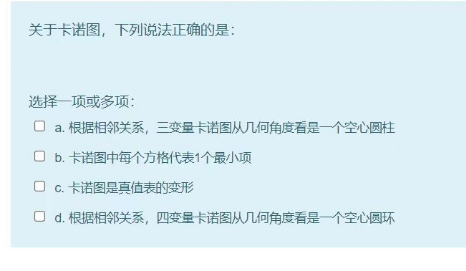 关于卡诺图，下列说法正确的是：
选择一项或多项：
a. 根据相邻关系，三变量卡诺图从几何角度看是一个空心圆柱
b. 卡诺图中每个方格代表1个最小项
c. 卡诺图是真值表的变形
d. 根据相邻关系，四变量卡诺图从几何角度看是一个空心圆环